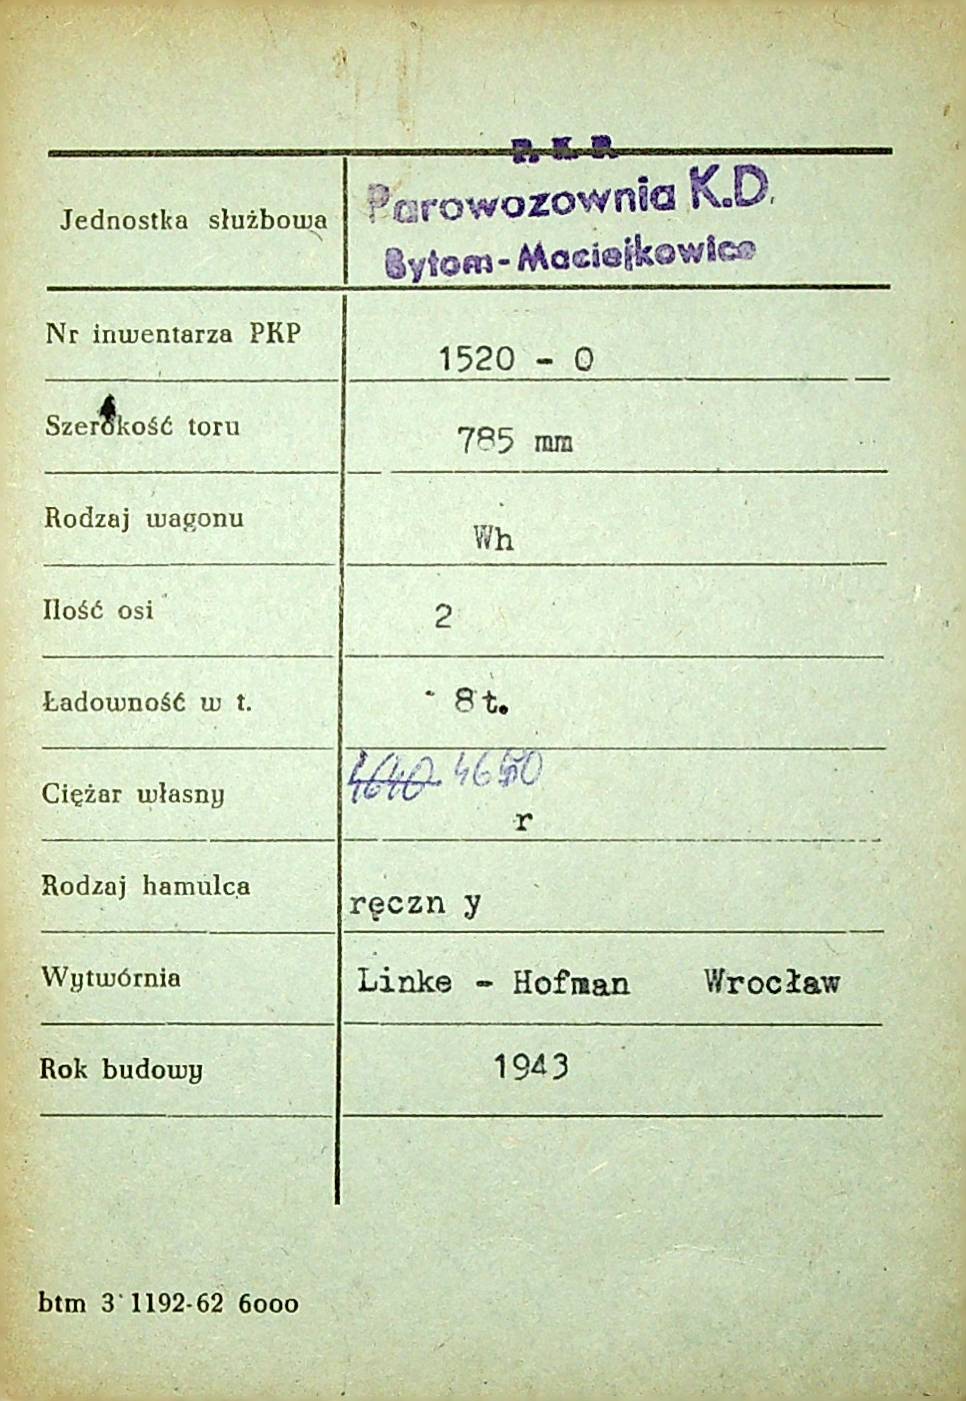 P. K. P.
Jednostka służbowa Parowozownia K.D.
Bytom-Maciejkowice
Nr inwentarza PKP 1520 - 0
Szerokość toru 785 mm
Rodzaj wagonu Wh
Ilość osi 2
Ładowność w t. 8 t.
Ciężar własny 4640 4650
r
Rodzaj hamulca ręczn y
Wytwórnia Linke - Hofman Wrocław
Rok budowy 1943
btm 3 1192-62 6ooo